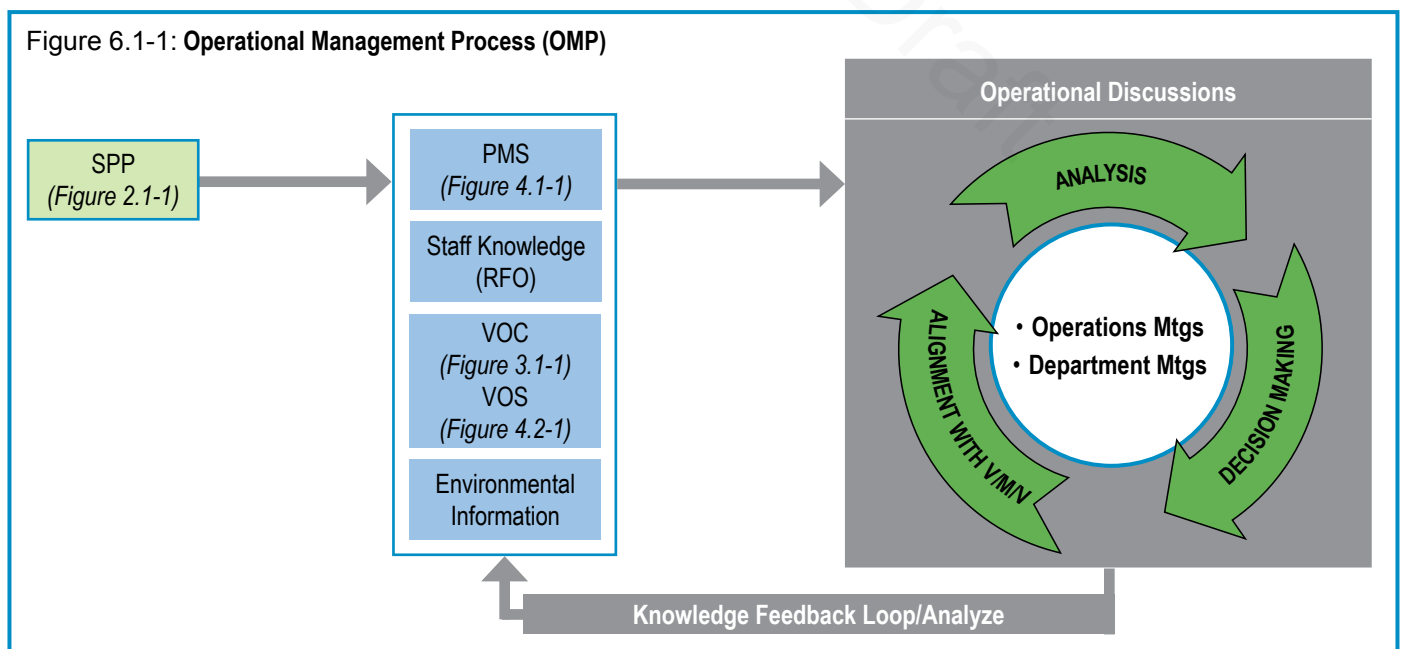 Draft
Figure 6.1-1: Operational Management Process (OMP)
SPP
(Figure 2.1-1)
PMS
(Figure 4.1-1)
Staff Knowledge
(RFO)
VOC
(Figure 3.1-1)
VOS
(Figure 4.2-1)
Environmental
Information
Operational Discussions
ANALYSIS
DECISION MAKING
ALIGNMENT WITH V/M/V
• Operations Mtgs
• Department Mtgs
Knowledge Feedback Loop/Analyze